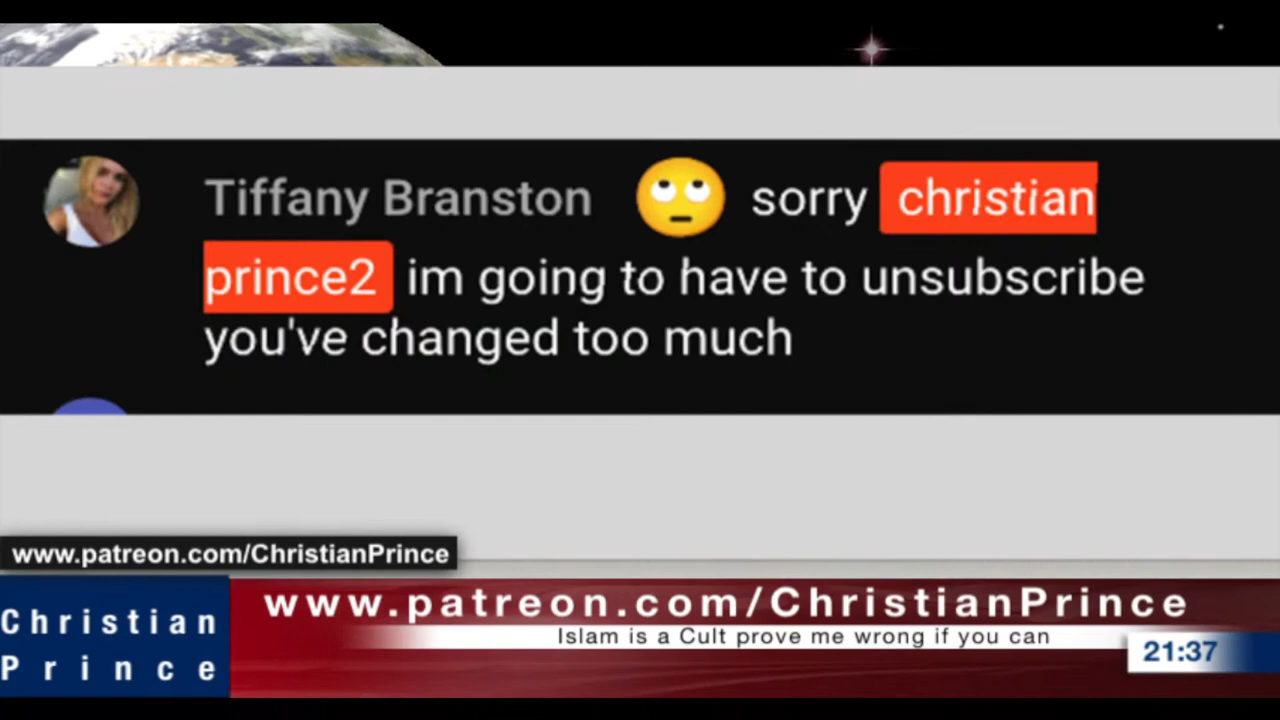 Tiffany Branston 🙄 sorry christian
prince2 im going to have to unsubscribe
you've changed too much
www.patreon.com/ChristianPrince
Christian
Prince
www.patreon.com/ChristianPrince
Islam is a Cult prove me wrong if you can
21:37